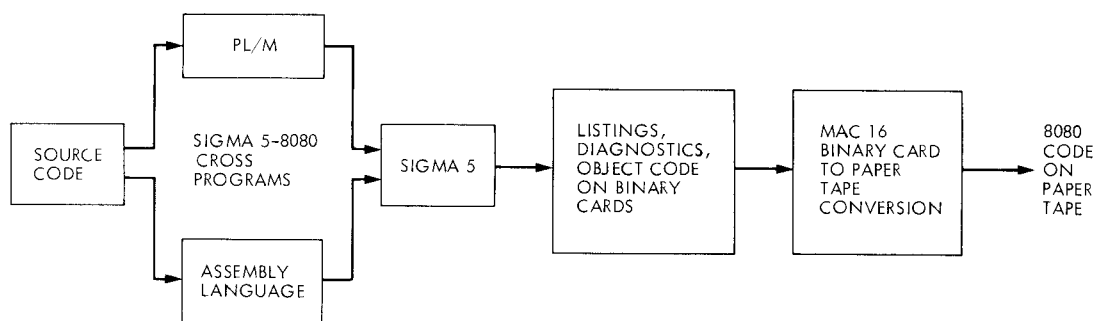 SOURCE
CODE
PL/M
SIGMA 5-8080
CROSS
PROGRAMS
ASSEMBLY
LANGUAGE
SIGMA 5
LISTINGS,
DIAGNOSTICS,
OBJECT CODE
ON BINARY
CARDS
MAC 16
BINARY CARD
TO PAPER
TAPE
CONVERSION
8080
CODE
ON
PAPER
TAPE